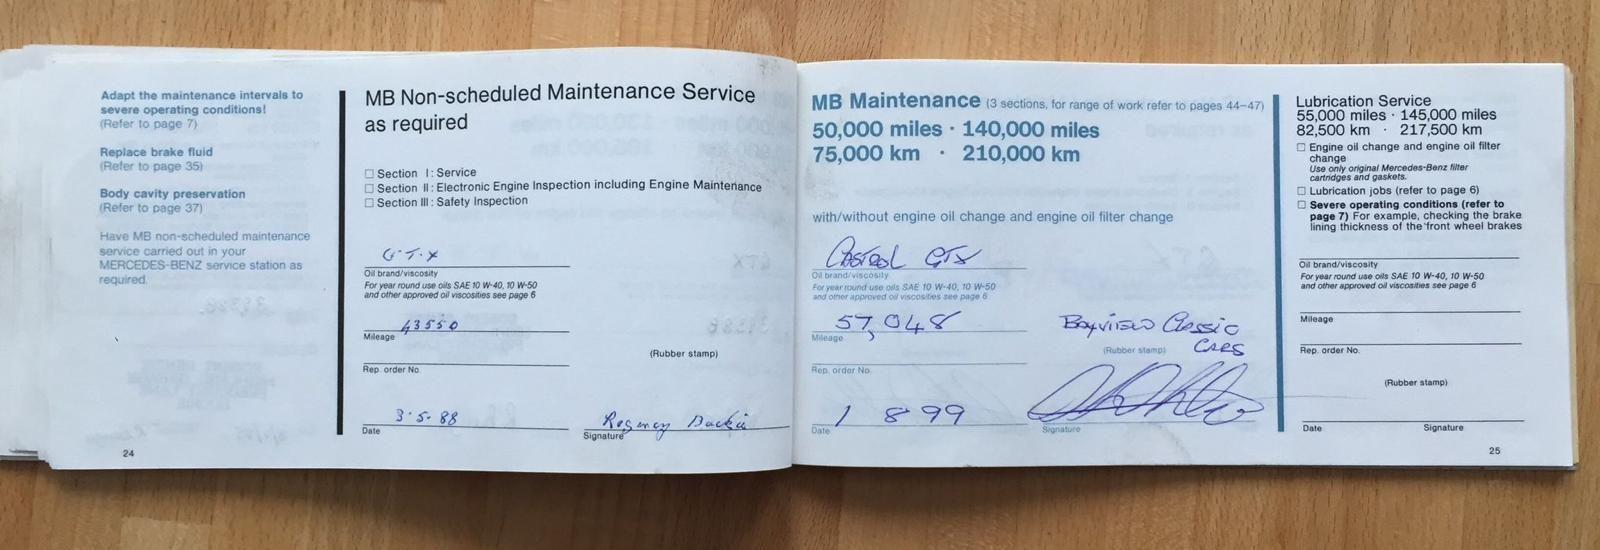 Adapt the maintenance intervals to
severe operating conditions!
(Refer to page 7)
Replace brake fluid
(Refer to page 35)
Body cavity preservation
(Refer to page 37)
Have MB non-scheduled maintenance
service carried out in your
MERCEDES-BENZ service station as
required.
24
MB Non-scheduled Maintenance Service
as required
☐ Section I: Service
☐ Section II: Electronic Engine Inspection including Engine Maintenance
☐ Section III: Safety Inspection
GTX
Oil brand/viscosity
For year round use oils SAE 10 W-40, 10 W-50
and other approved oil viscosities see page 6
43550
Mileage
(Rubber stamp)
Rep. order No.
3·5·88
Date
Regency
Signature
MB Maintenance (3 sections, for range of work refer to pages 44–47)
50,000 miles · 140,000 miles
75,000 km · 210,000 km
with/without engine oil change and engine oil filter change
CASTROL GTX
Oil brand/viscosity
For year round use oils SAE 10 W-40, 10 W-50
and other approved oil viscosities see page 6
57,048
Mileage
BAYVIEW CLASSIC
CARS
(Rubber stamp)
Rep. order No.
1 8 99
Date
Signature
Lubrication Service
55,000 miles · 145,000 miles
82,500 km · 217,500 km
☐ Engine oil change and engine oil filter
change
Use only original Mercedes-Benz filter
cartridges and gaskets.
☐ Lubrication jobs (refer to page 6)
☐ Severe operating conditions (refer to
page 7) For example, checking the brake
lining thickness of the front wheel brakes
Oil brand/viscosity
For year round use oils SAE 10 W-40, 10 W-50
and other approved oil viscosities see page 6
Mileage
Rep. order No.
(Rubber stamp)
Date Signature
25